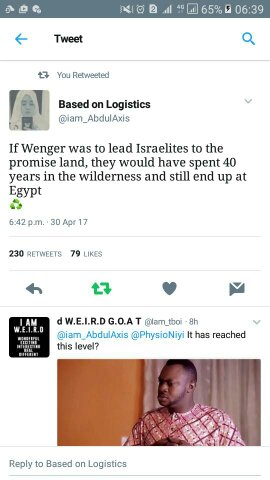 65% 06:39
Tweet
You Retweeted
Based on Logistics
@iam_AbdulAxis
If Wenger was to lead Israelites to the
promise land, they would have spent 40
years in the wilderness and still end up at
Egypt
6:42 p.m. · 30 Apr 17
230 RETWEETS 79 LIKES
d W.E.I.R.D G.O.A T @Iam_tboi · 8h
@iam_AbdulAxis @PhysioNiyi It has reached
this level?
I AM
W.E.I.R.D
WONDERFUL
EXCITING
INTERESTING
REAL
DIFFERENT
Reply to Based on Logistics